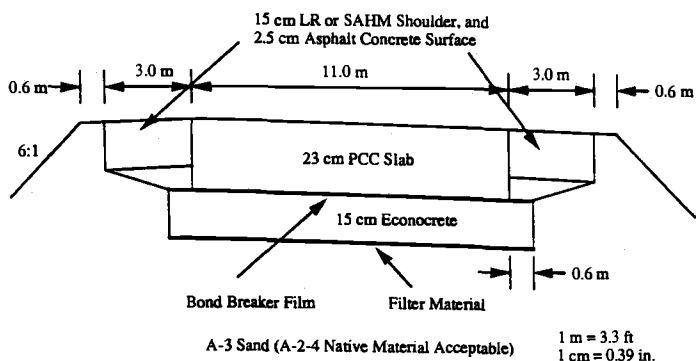 15 cm LR or SAHM Shoulder, and
2.5 cm Asphalt Concrete Surface
0.6 m
3.0 m
11.0 m
3.0 m
0.6 m
6:1
23 cm PCC Slab
15 cm Econocrete
0.6 m
Bond Breaker Film
Filter Material
A-3 Sand (A-2-4 Native Material Acceptable)
1 m = 3.3 ft
1 cm = 0.39 in.